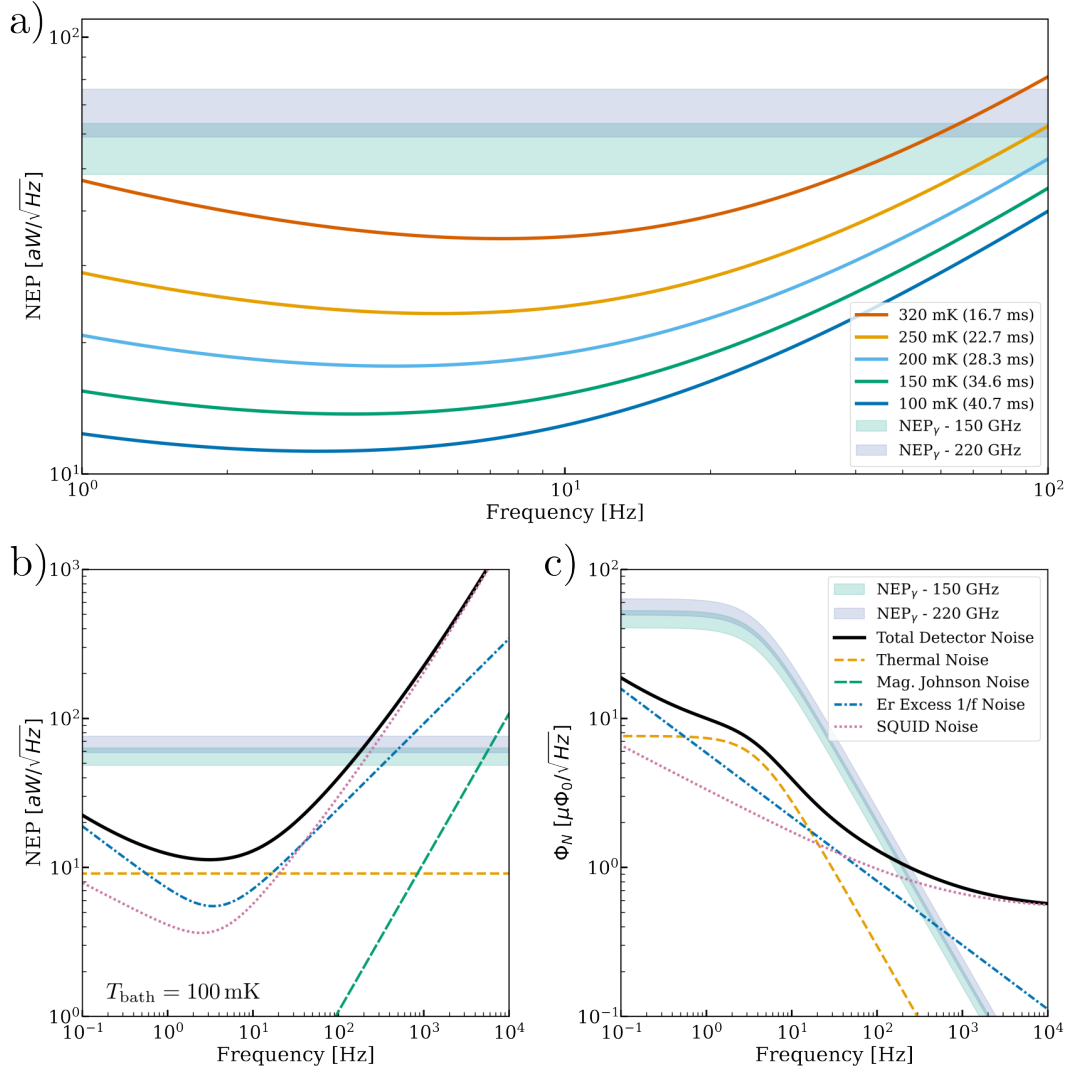 a)
10²
10¹
NEP [aW/√Hz]
320 mK (16.7 ms)
250 mK (22.7 ms)
200 mK (28.3 ms)
150 mK (34.6 ms)
100 mK (40.7 ms)
NEPᵧ - 150 GHz
NEPᵧ - 220 GHz
10⁰ 10¹ 10²
Frequency [Hz]
b)
10³
10²
10¹
10⁰
NEP [aW/√Hz]
T_bath = 100 mK
10⁻¹ 10⁰ 10¹ 10² 10³ 10⁴
Frequency [Hz]
c)
10²
10¹
10⁰
10⁻¹
Φ_N [μΦ₀/√Hz]
NEPᵧ - 150 GHz
NEPᵧ - 220 GHz
Total Detector Noise
Thermal Noise
Mag. Johnson Noise
Er Excess 1/f Noise
SQUID Noise
10⁻¹ 10⁰ 10¹ 10² 10³ 10⁴
Frequency [Hz]